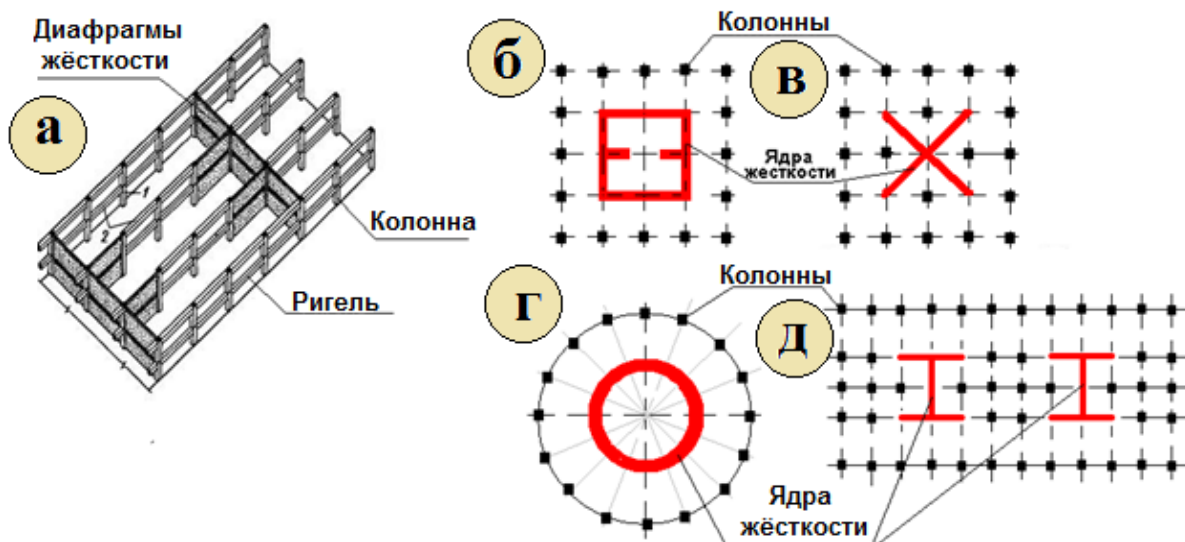 Диафрагмы
жёсткости
а
1
2
Колонна
Ригель
б
Колонны
в
Ядра
жесткости
г
Колонны
д
Ядра
жёсткости